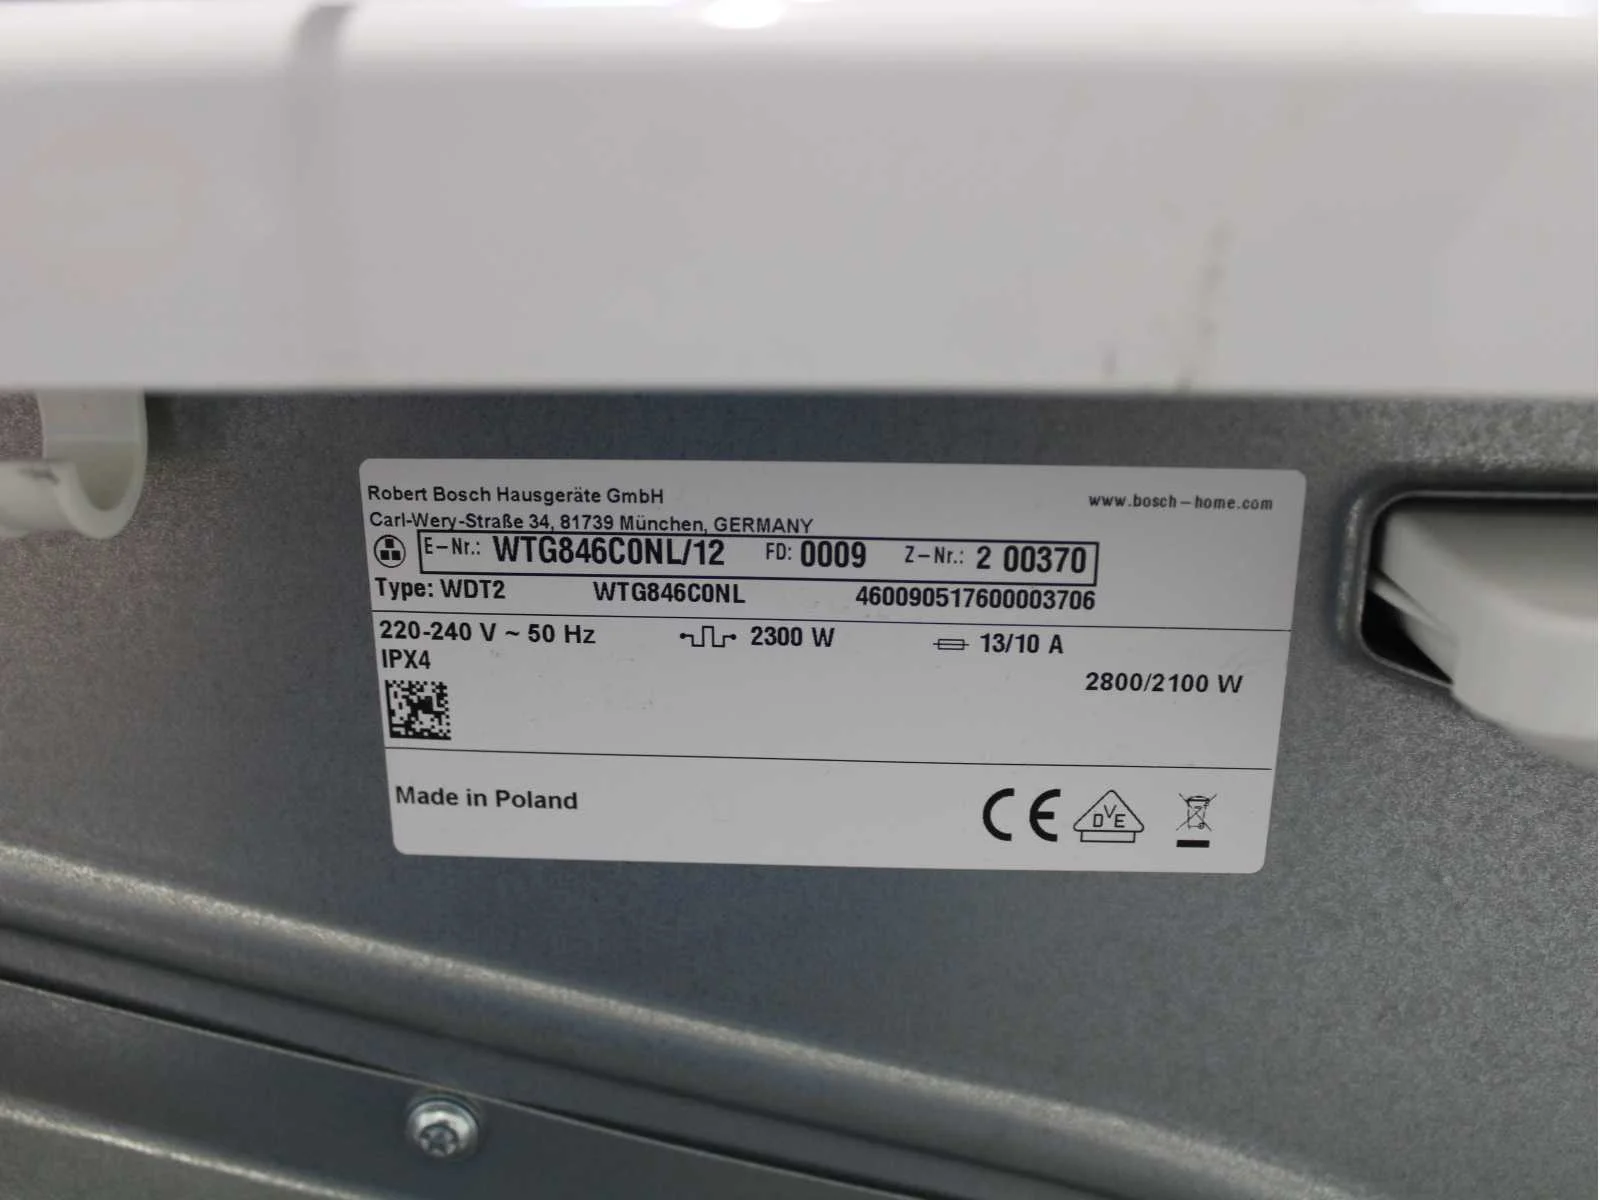 Robert Bosch Hausgeräte GmbH
www.bosch-home.com
Carl-Wery-Straße 34, 81739 München, GERMANY
E-Nr.: WTG846C0NL/12 FD: 0009 Z-Nr.: 2 00370
Type: WDT2 WTG846C0NL 460090517600003706
220-240 V ~ 50 Hz 2300 W 13/10 A
IPX4
2800/2100 W
Made in Poland
CE DVE